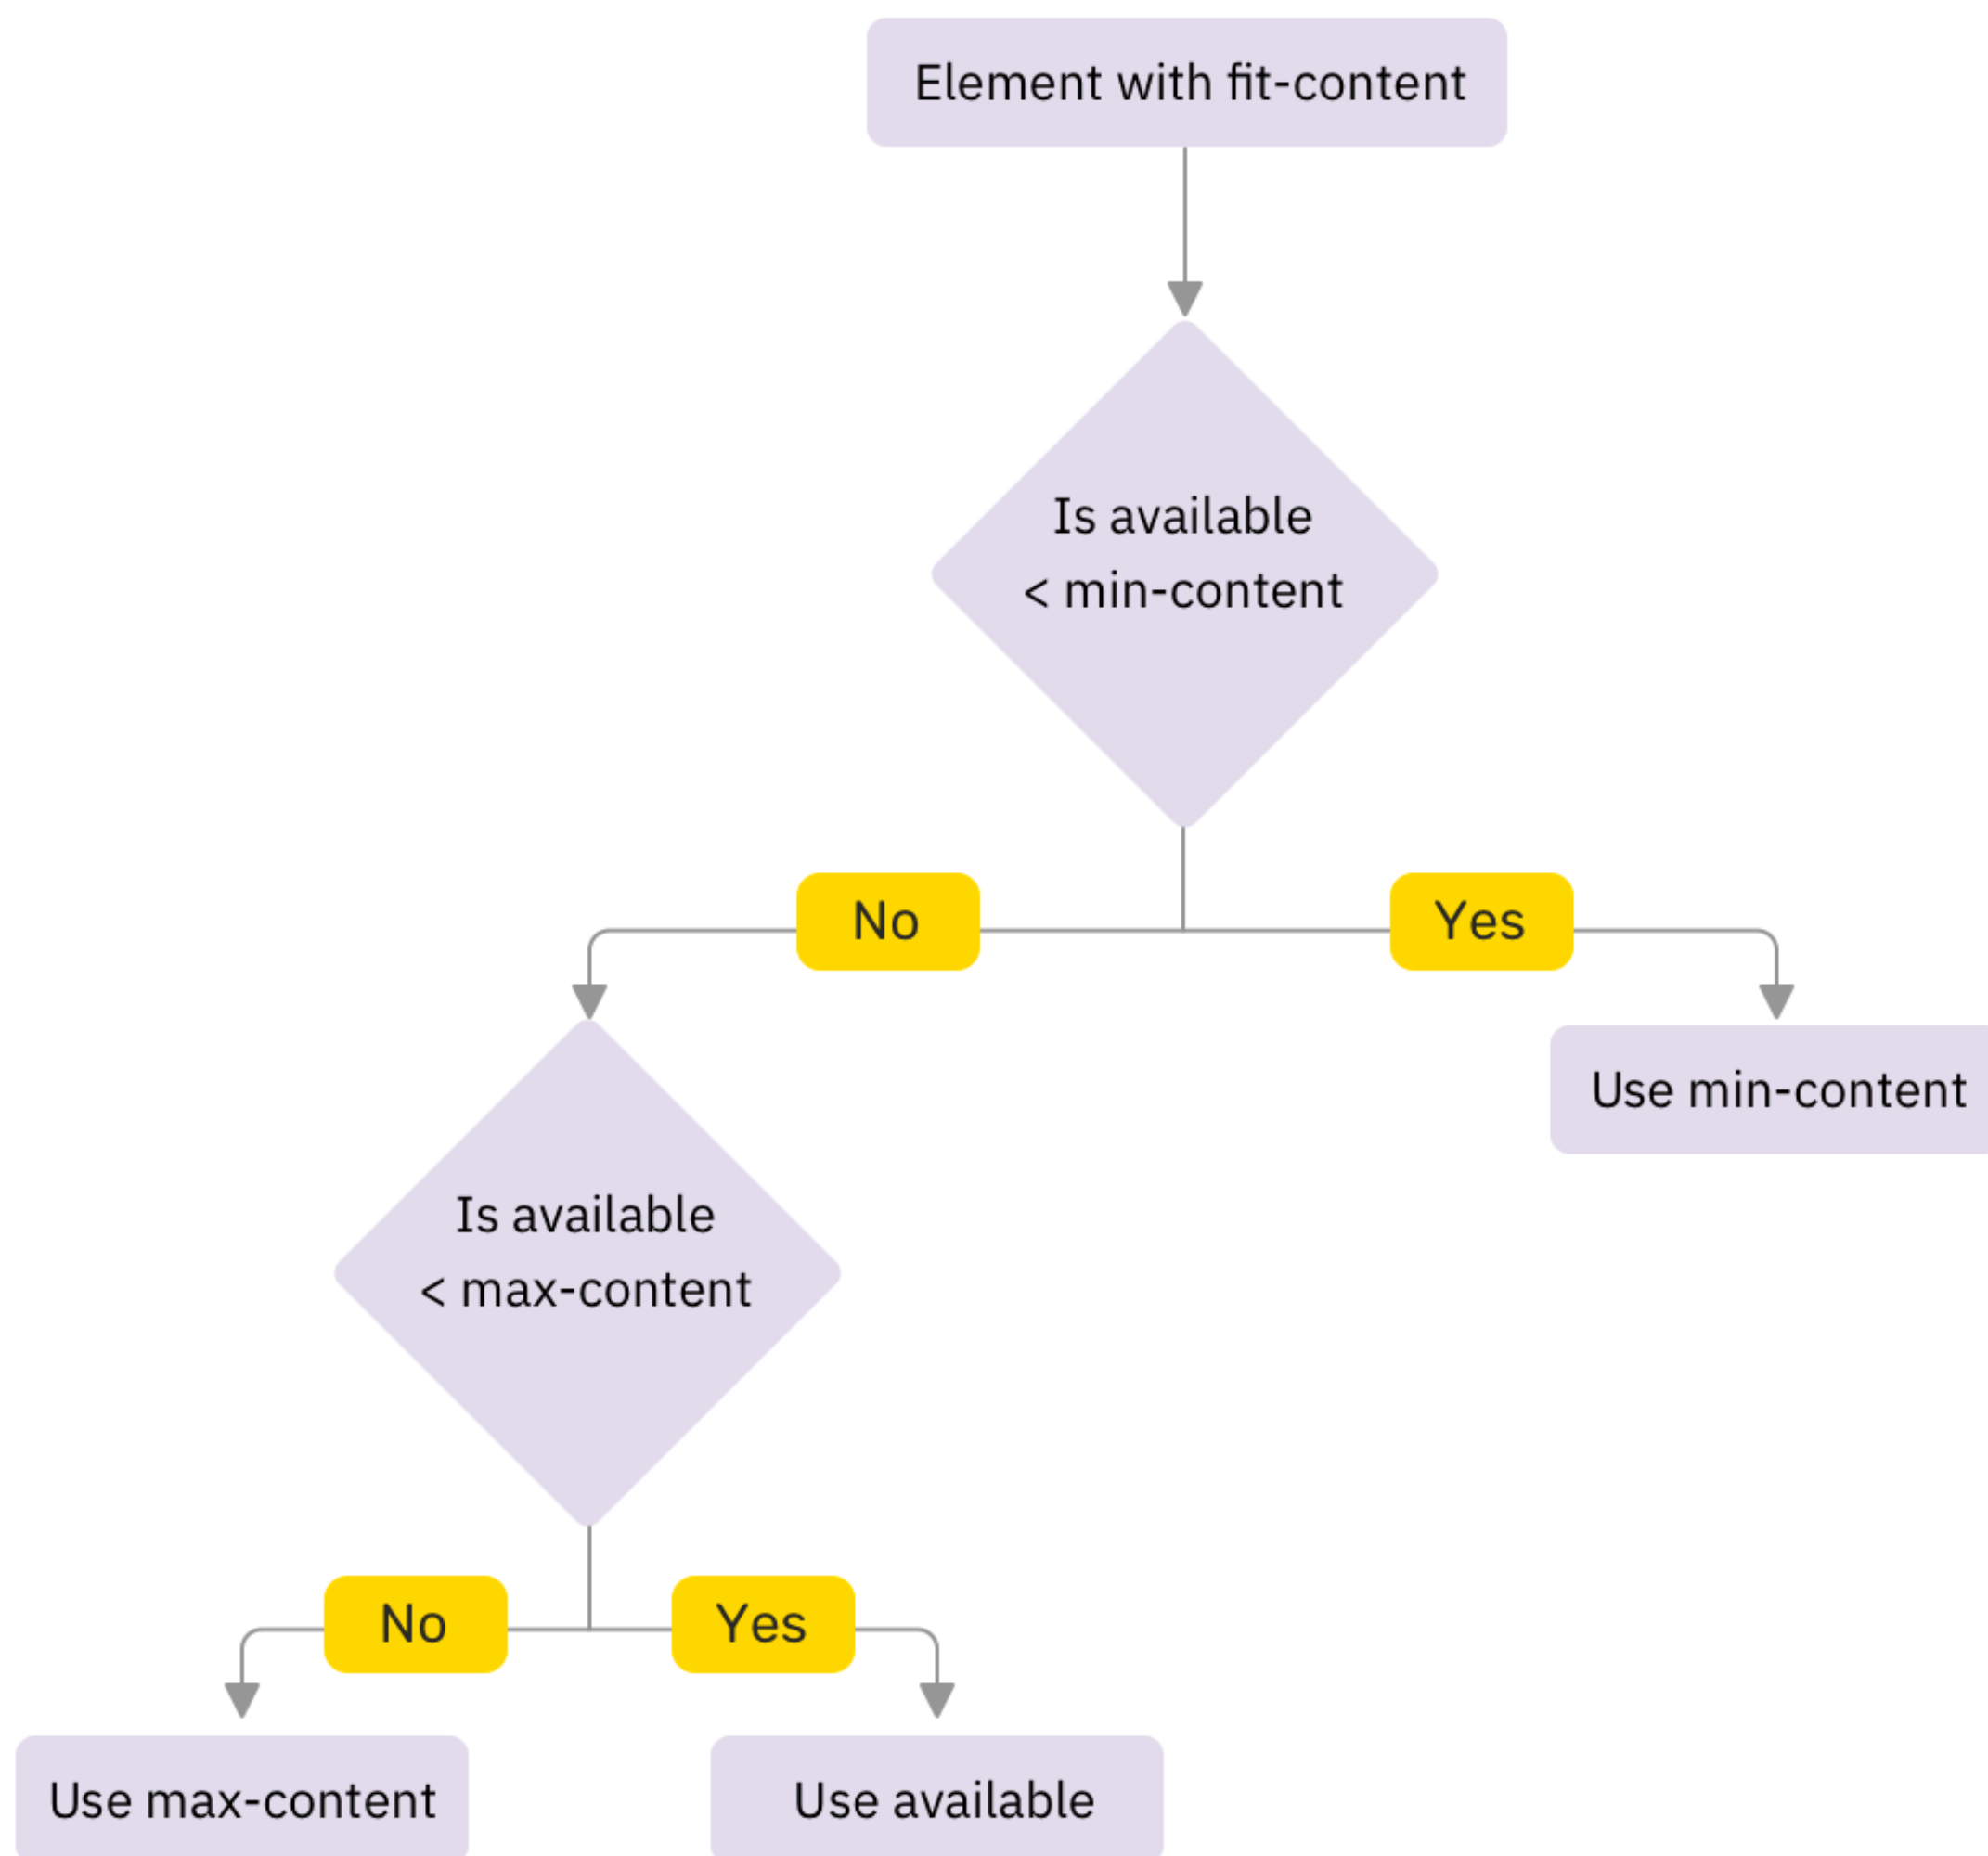 Element with fit-content
Is available
< min-content
No
Yes
Use min-content
Is available
< max-content
No
Yes
Use max-content
Use available